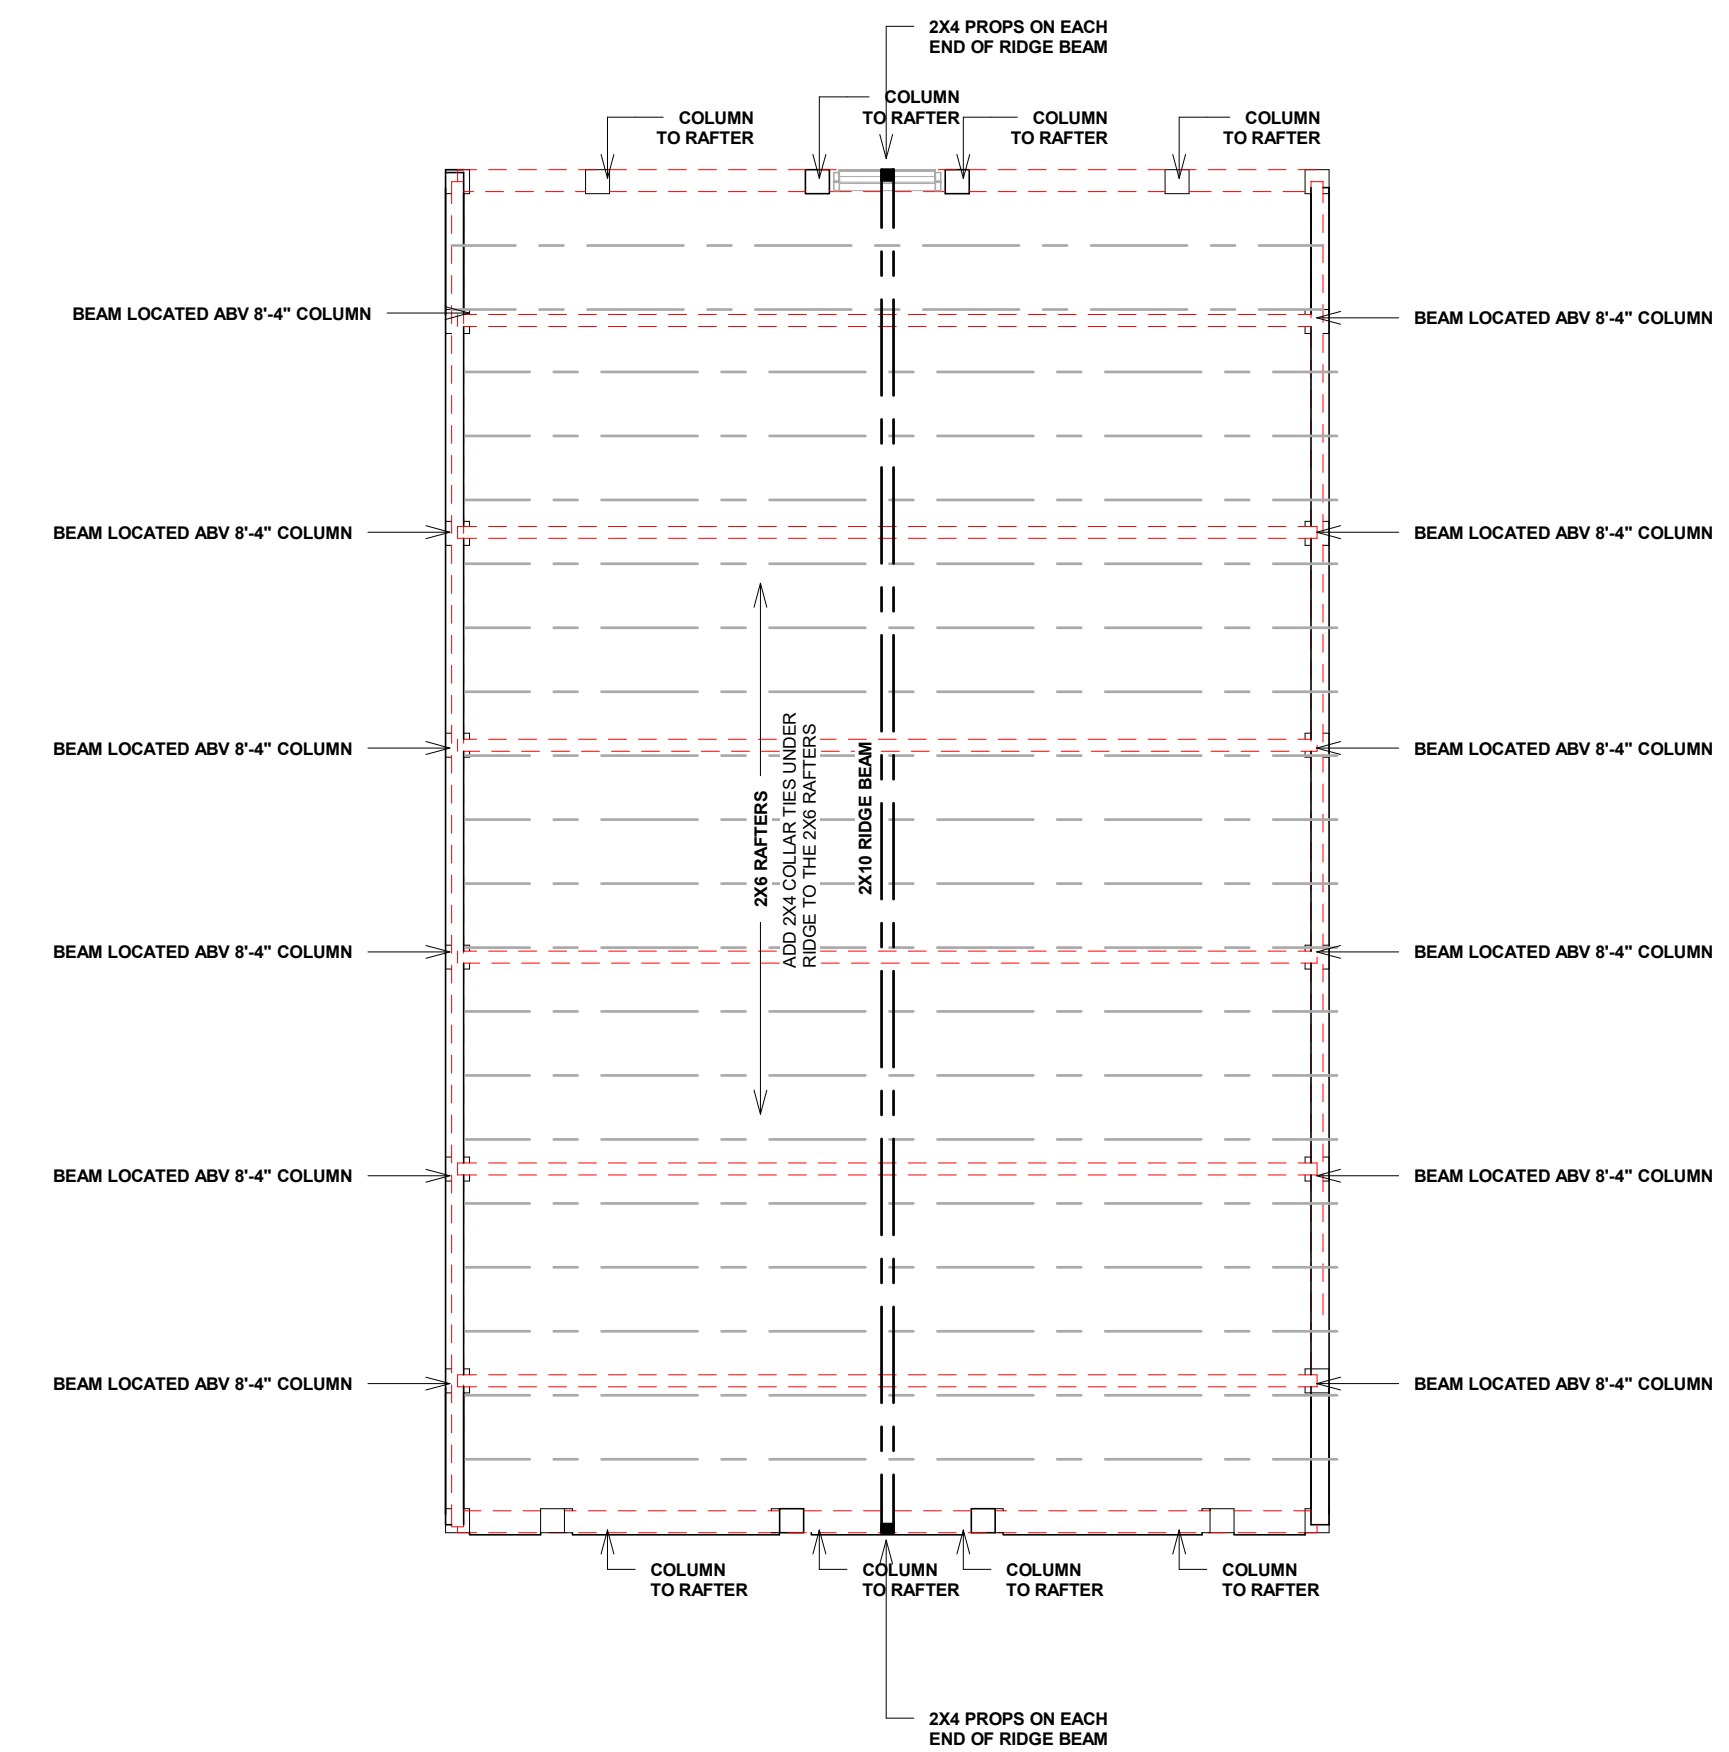 2X4 PROPS ON EACH
END OF RIDGE BEAM
COLUMN
TO RAFTER
COLUMN
TO RAFTER
COLUMN
TO RAFTER
COLUMN
TO RAFTER
BEAM LOCATED ABV 8'-4" COLUMN
BEAM LOCATED ABV 8'-4" COLUMN
BEAM LOCATED ABV 8'-4" COLUMN
BEAM LOCATED ABV 8'-4" COLUMN
BEAM LOCATED ABV 8'-4" COLUMN
BEAM LOCATED ABV 8'-4" COLUMN
2X6 RAFTERS
ADD 2X4 COLLAR TIES UNDER
RIDGE TO THE 2X6 RAFTERS
2X10 RIDGE BEAM
BEAM LOCATED ABV 8'-4" COLUMN
BEAM LOCATED ABV 8'-4" COLUMN
BEAM LOCATED ABV 8'-4" COLUMN
BEAM LOCATED ABV 8'-4" COLUMN
BEAM LOCATED ABV 8'-4" COLUMN
BEAM LOCATED ABV 8'-4" COLUMN
COLUMN
TO RAFTER
COLUMN
TO RAFTER
COLUMN
TO RAFTER
COLUMN
TO RAFTER
2X4 PROPS ON EACH
END OF RIDGE BEAM